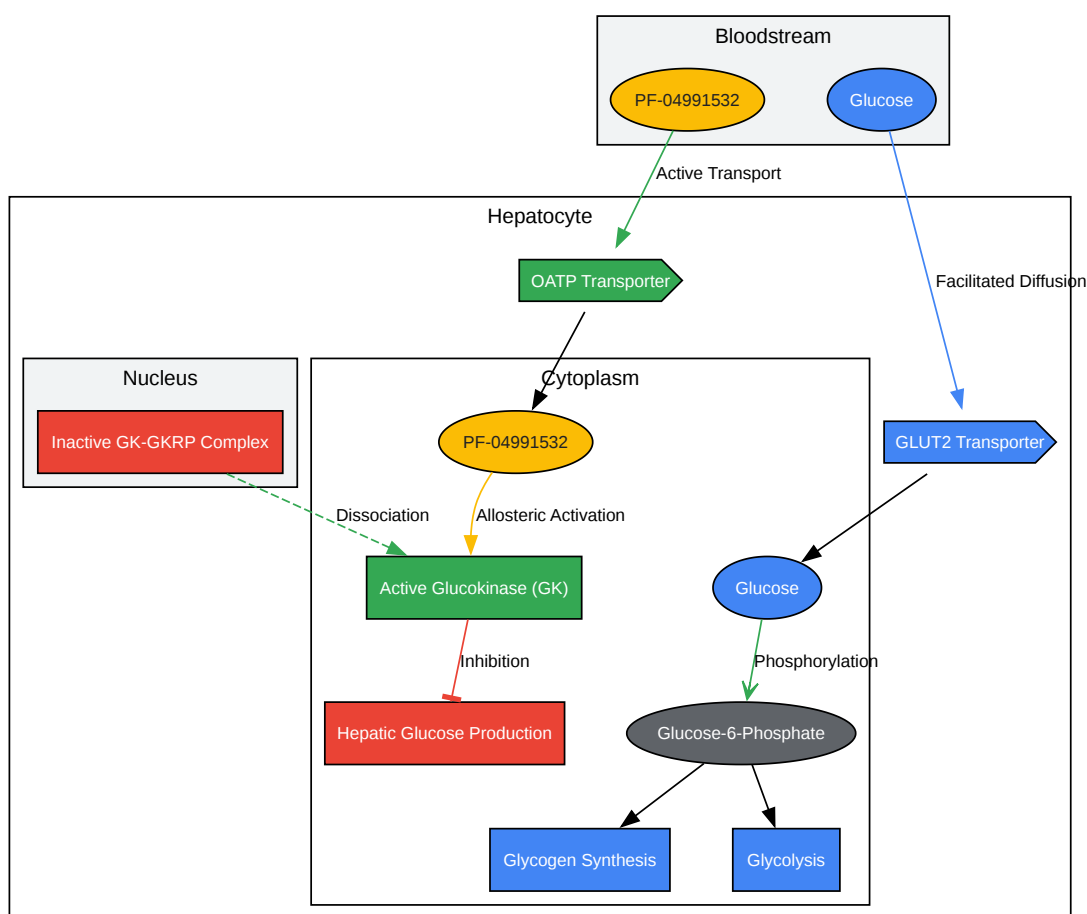 Bloodstream
PF-04991532
Glucose
Active Transport
Hepatocyte
OATP Transporter
Facilitated Diffusion
Nucleus
Cytoplasm
Inactive GK-GKRP Complex
PF-04991532
GLUT2 Transporter
Dissociation
Allosteric Activation
Active Glucokinase (GK)
Glucose
Inhibition
Phosphorylation
Hepatic Glucose Production
Glucose-6-Phosphate
Glycogen Synthesis
Glycolysis